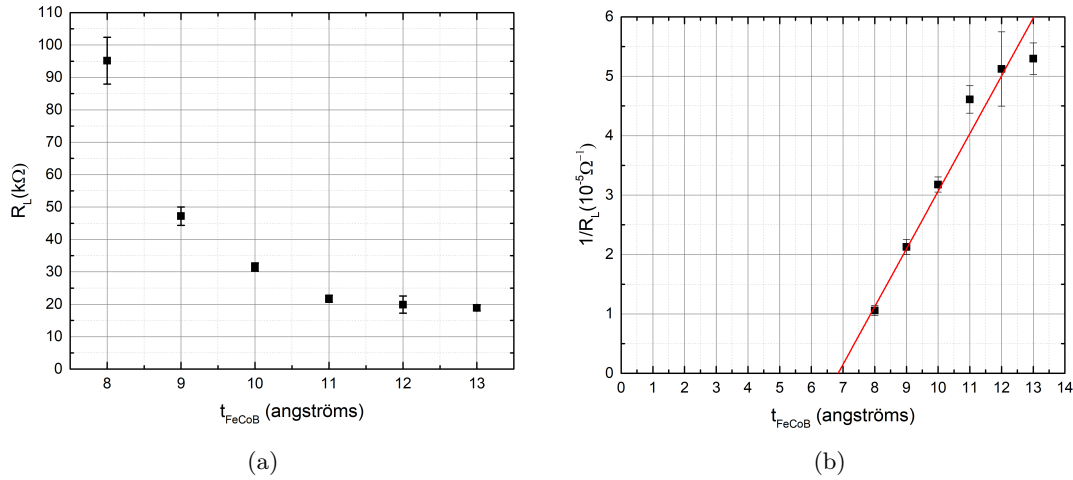 110
100
90
80
70
60
50
40
30
20
10
0
R_L(kΩ)
8 9 10 11 12 13
t_FeCoB (angströms)
(a)
6
5
4
3
2
1
0
1/R_L(10^-5Ω^-1)
0 1 2 3 4 5 6 7 8 9 10 11 12 13 14
t_FeCoB (angströms)
(b)